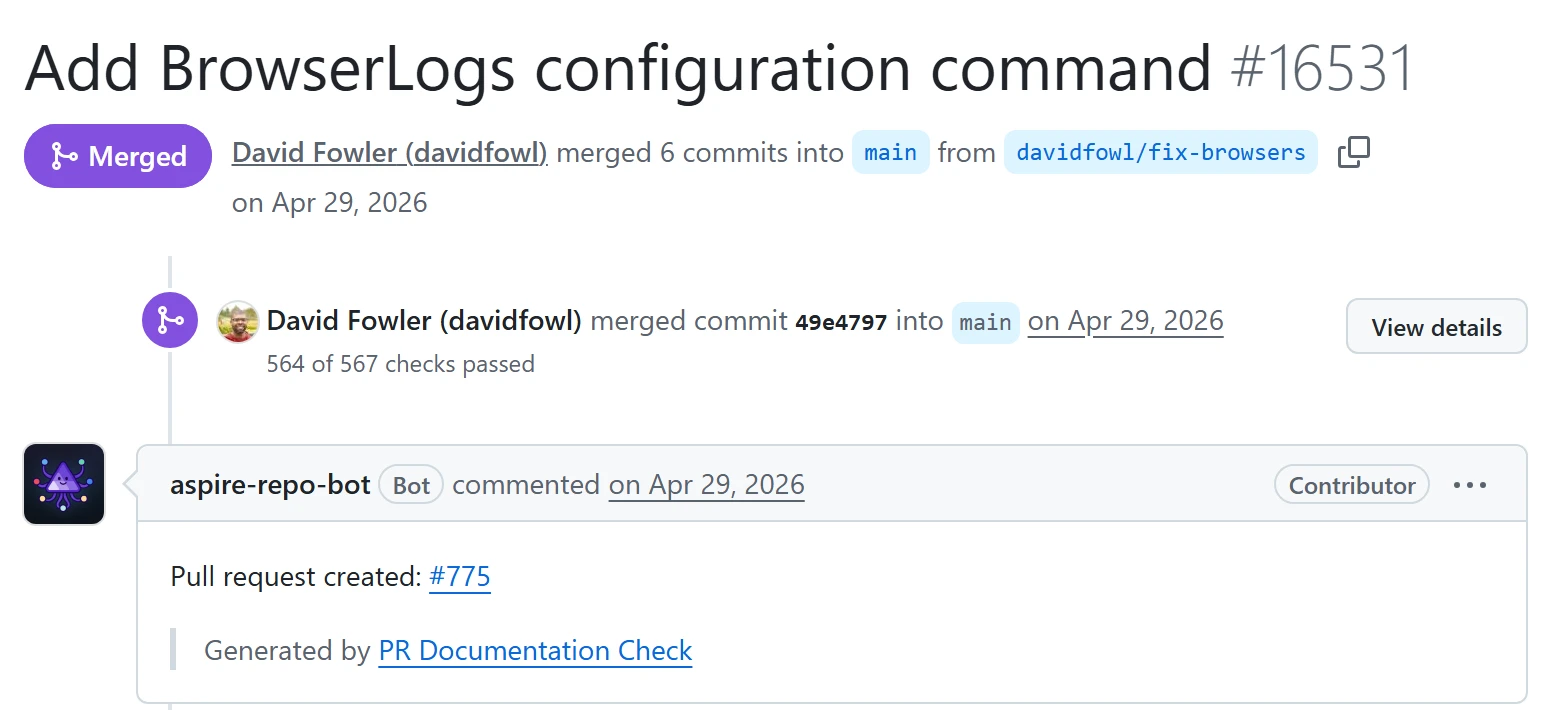 Add BrowserLogs configuration command #16531
Merged
David Fowler (davidfowl) merged 6 commits into main from davidfowl/fix-browsers
on Apr 29, 2026
David Fowler (davidfowl) merged commit 49e4797 into main on Apr 29, 2026
View details
564 of 567 checks passed
aspire-repo-bot Bot commented on Apr 29, 2026
Contributor
Pull request created: #775
Generated by PR Documentation Check